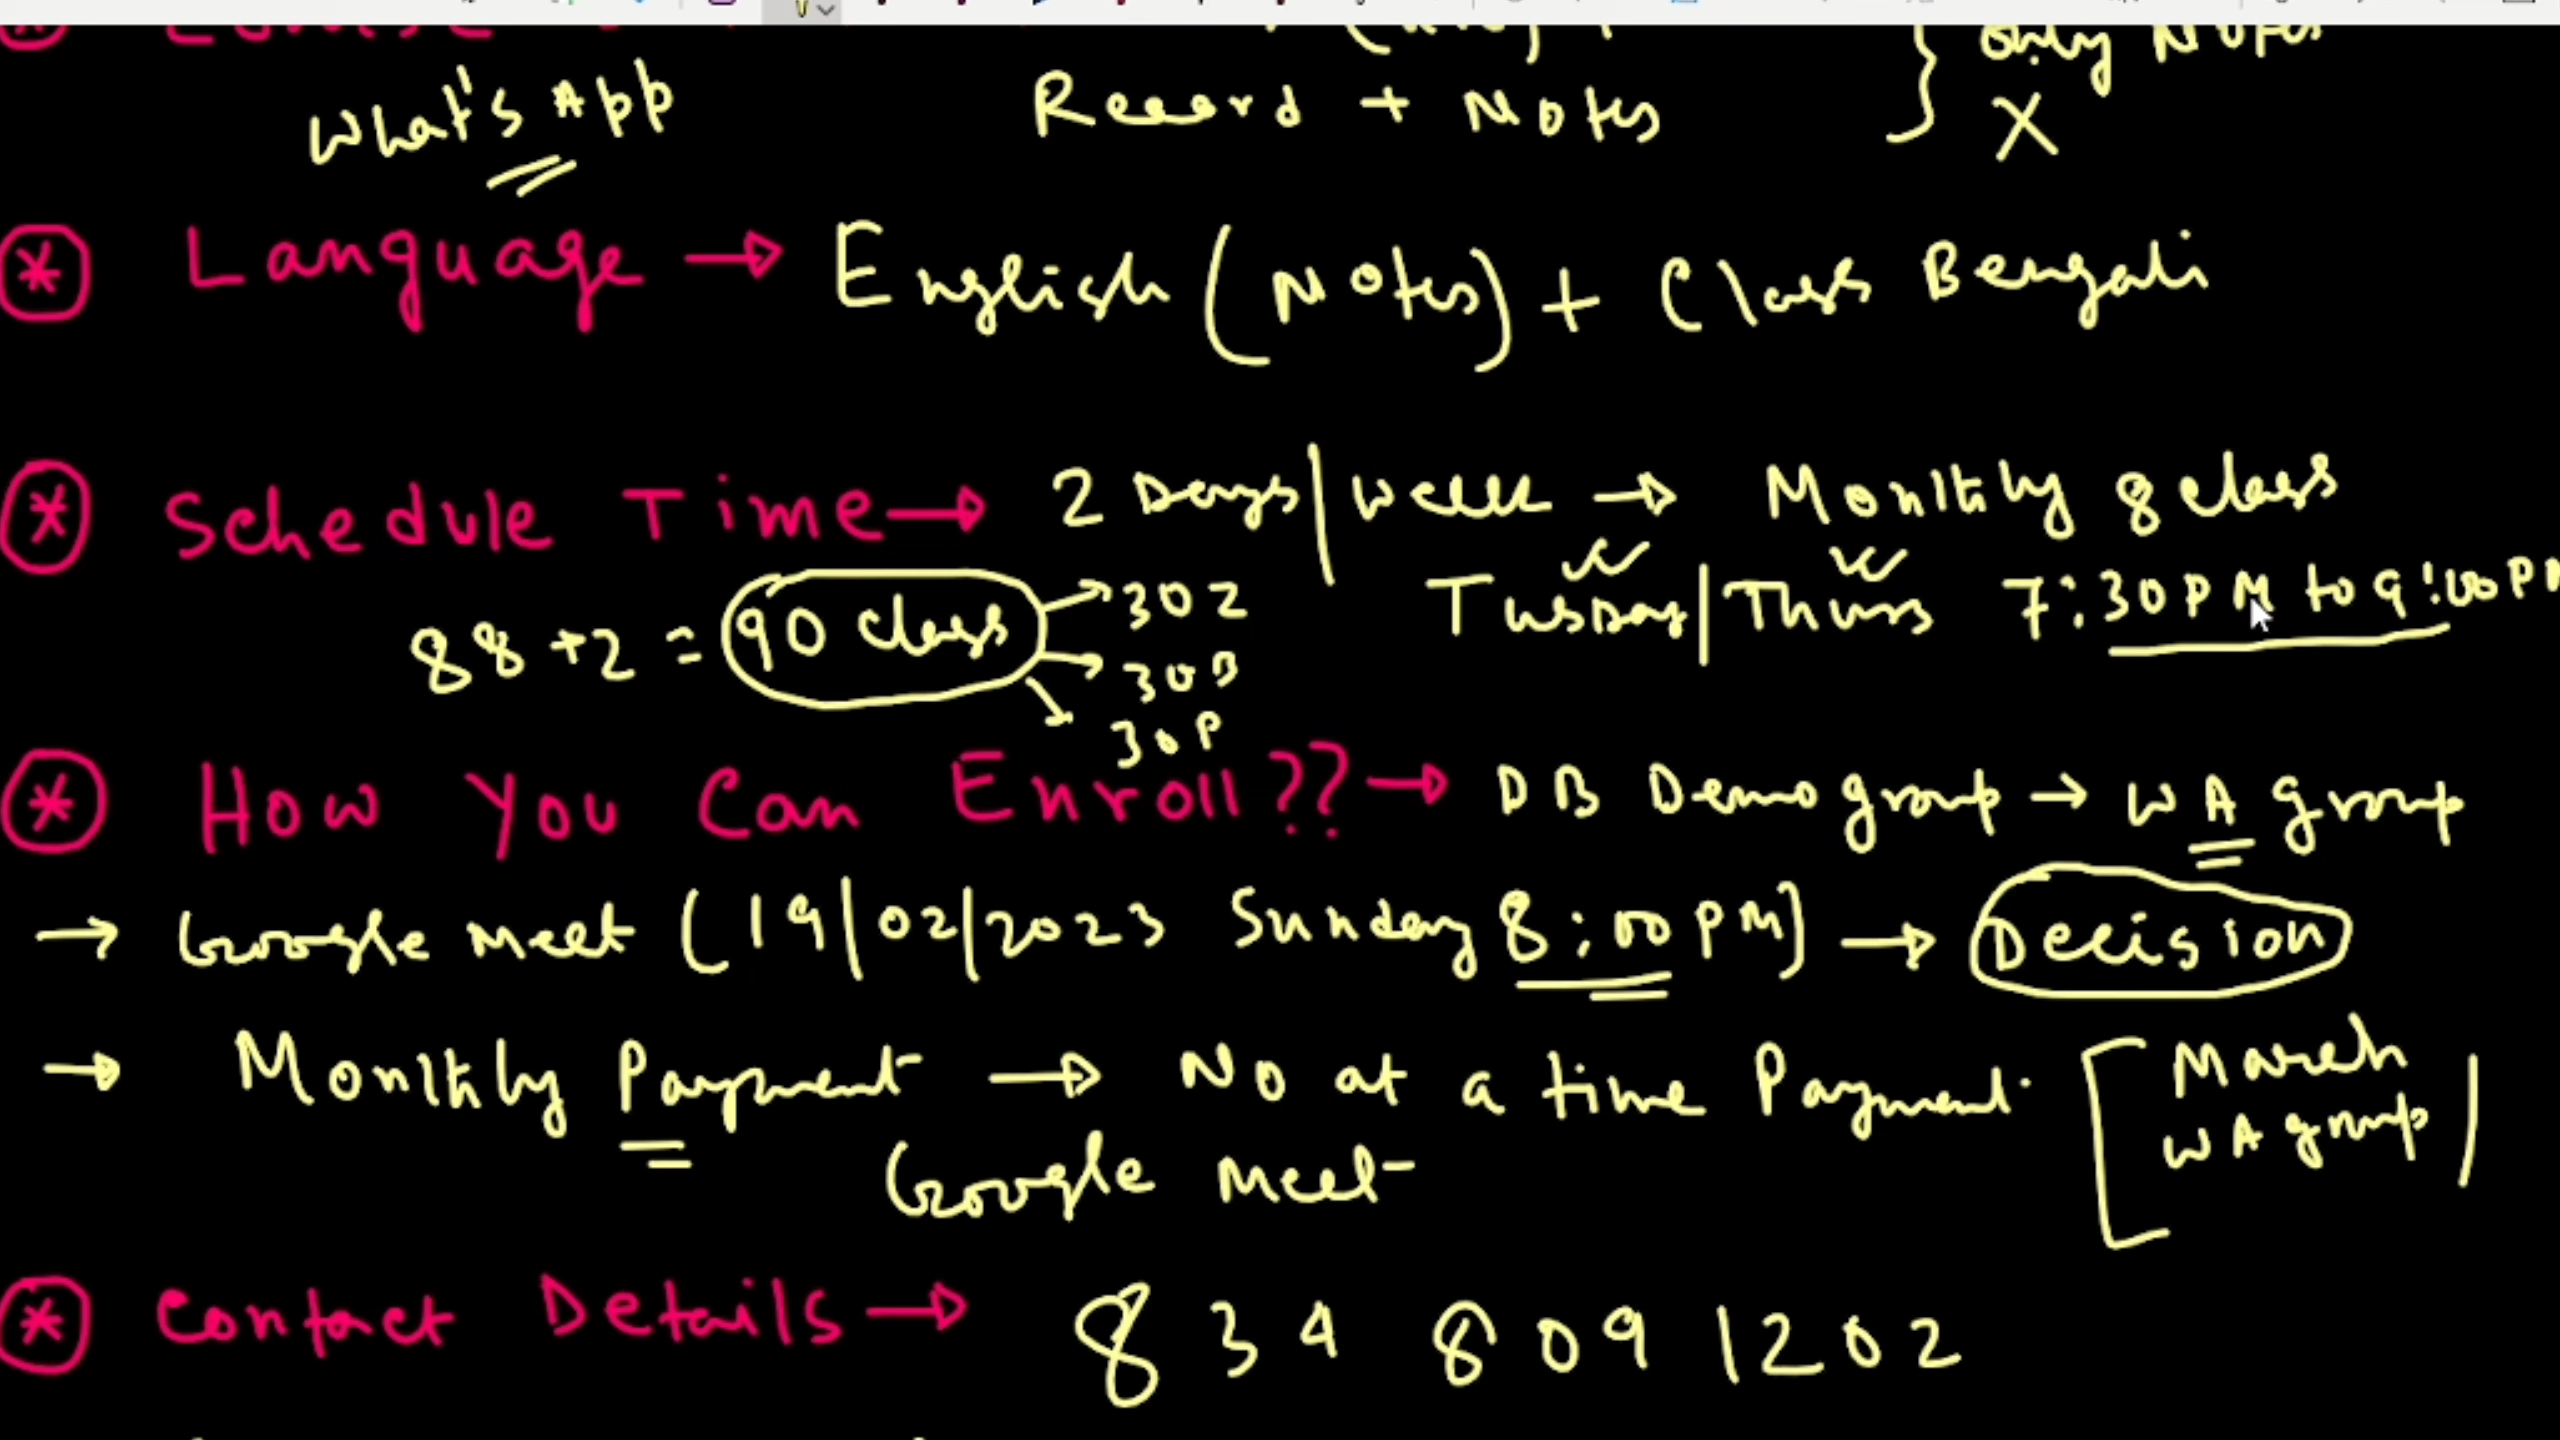 only Notes
What's App Record + Notes X
* Language → English (Notes) + Class Bengali
* Schedule Time → 2 Days | Week → Monthly 8 class
Tusday | Thurs 7:30 PM to 9:00 PM
88 + 2 = 90 class → 30 Z
→ 30 B
→ 30 P
* How You Can Enroll?? → DB Demo group → WA group
→ Google Meet (19/02/2023 Sunday 8:00 PM) → Decision
→ Monthly Payment → No at a time Payment. [March
WA group]
Google Meet
* Contact Details → 834 809 1202